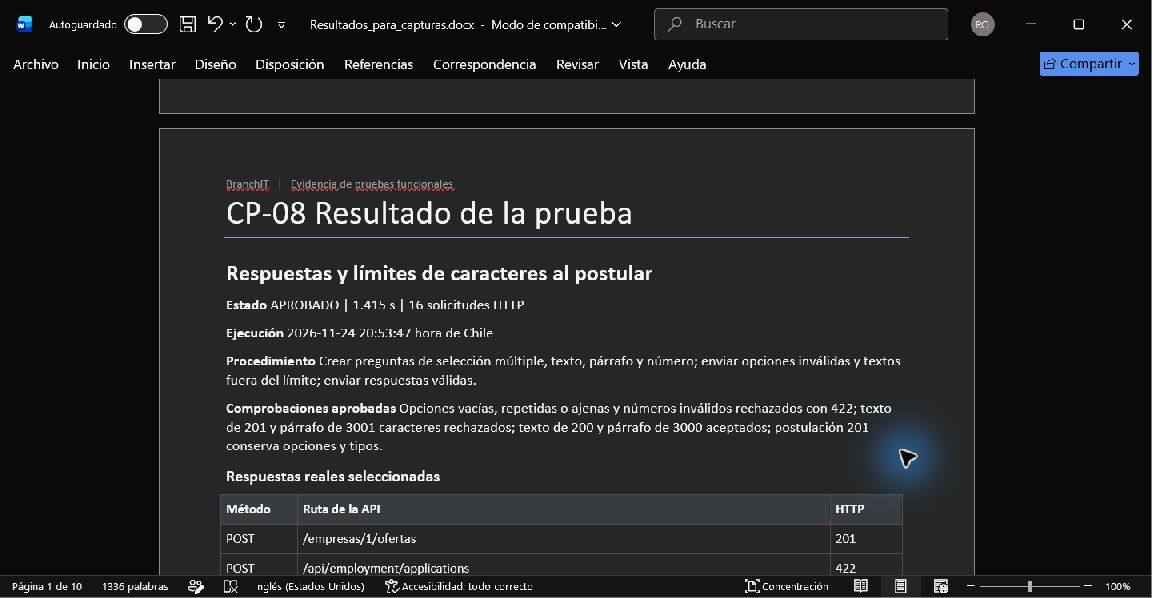 Autoguardado
Resultados_para_capturas.docx - Modo de compatibi...
Buscar
RO
Archivo Inicio Insertar Diseño Disposición Referencias Correspondencia Revisar Vista Ayuda
Compartir
BranchIT | Evidencia de pruebas funcionales
CP-08 Resultado de la prueba
Respuestas y límites de caracteres al postular
Estado APROBADO | 1.415 s | 16 solicitudes HTTP
Ejecución 2026-11-24 20:53:47 hora de Chile
Procedimiento Crear preguntas de selección múltiple, texto, párrafo y número; enviar opciones inválidas y textos
fuera del límite; enviar respuestas válidas.
Comprobaciones aprobadas Opciones vacías, repetidas o ajenas y números inválidos rechazados con 422; texto
de 201 y párrafo de 3001 caracteres rechazados; texto de 200 y párrafo de 3000 aceptados; postulación 201
conserva opciones y tipos.
Respuestas reales seleccionadas
Método Ruta de la API HTTP
POST /empresas/1/ofertas 201
POST /api/employment/applications 422
Página 1 de 10 1336 palabras nglés (Estados Unidos) Accesibilidad: todo correcto Concentración 100%